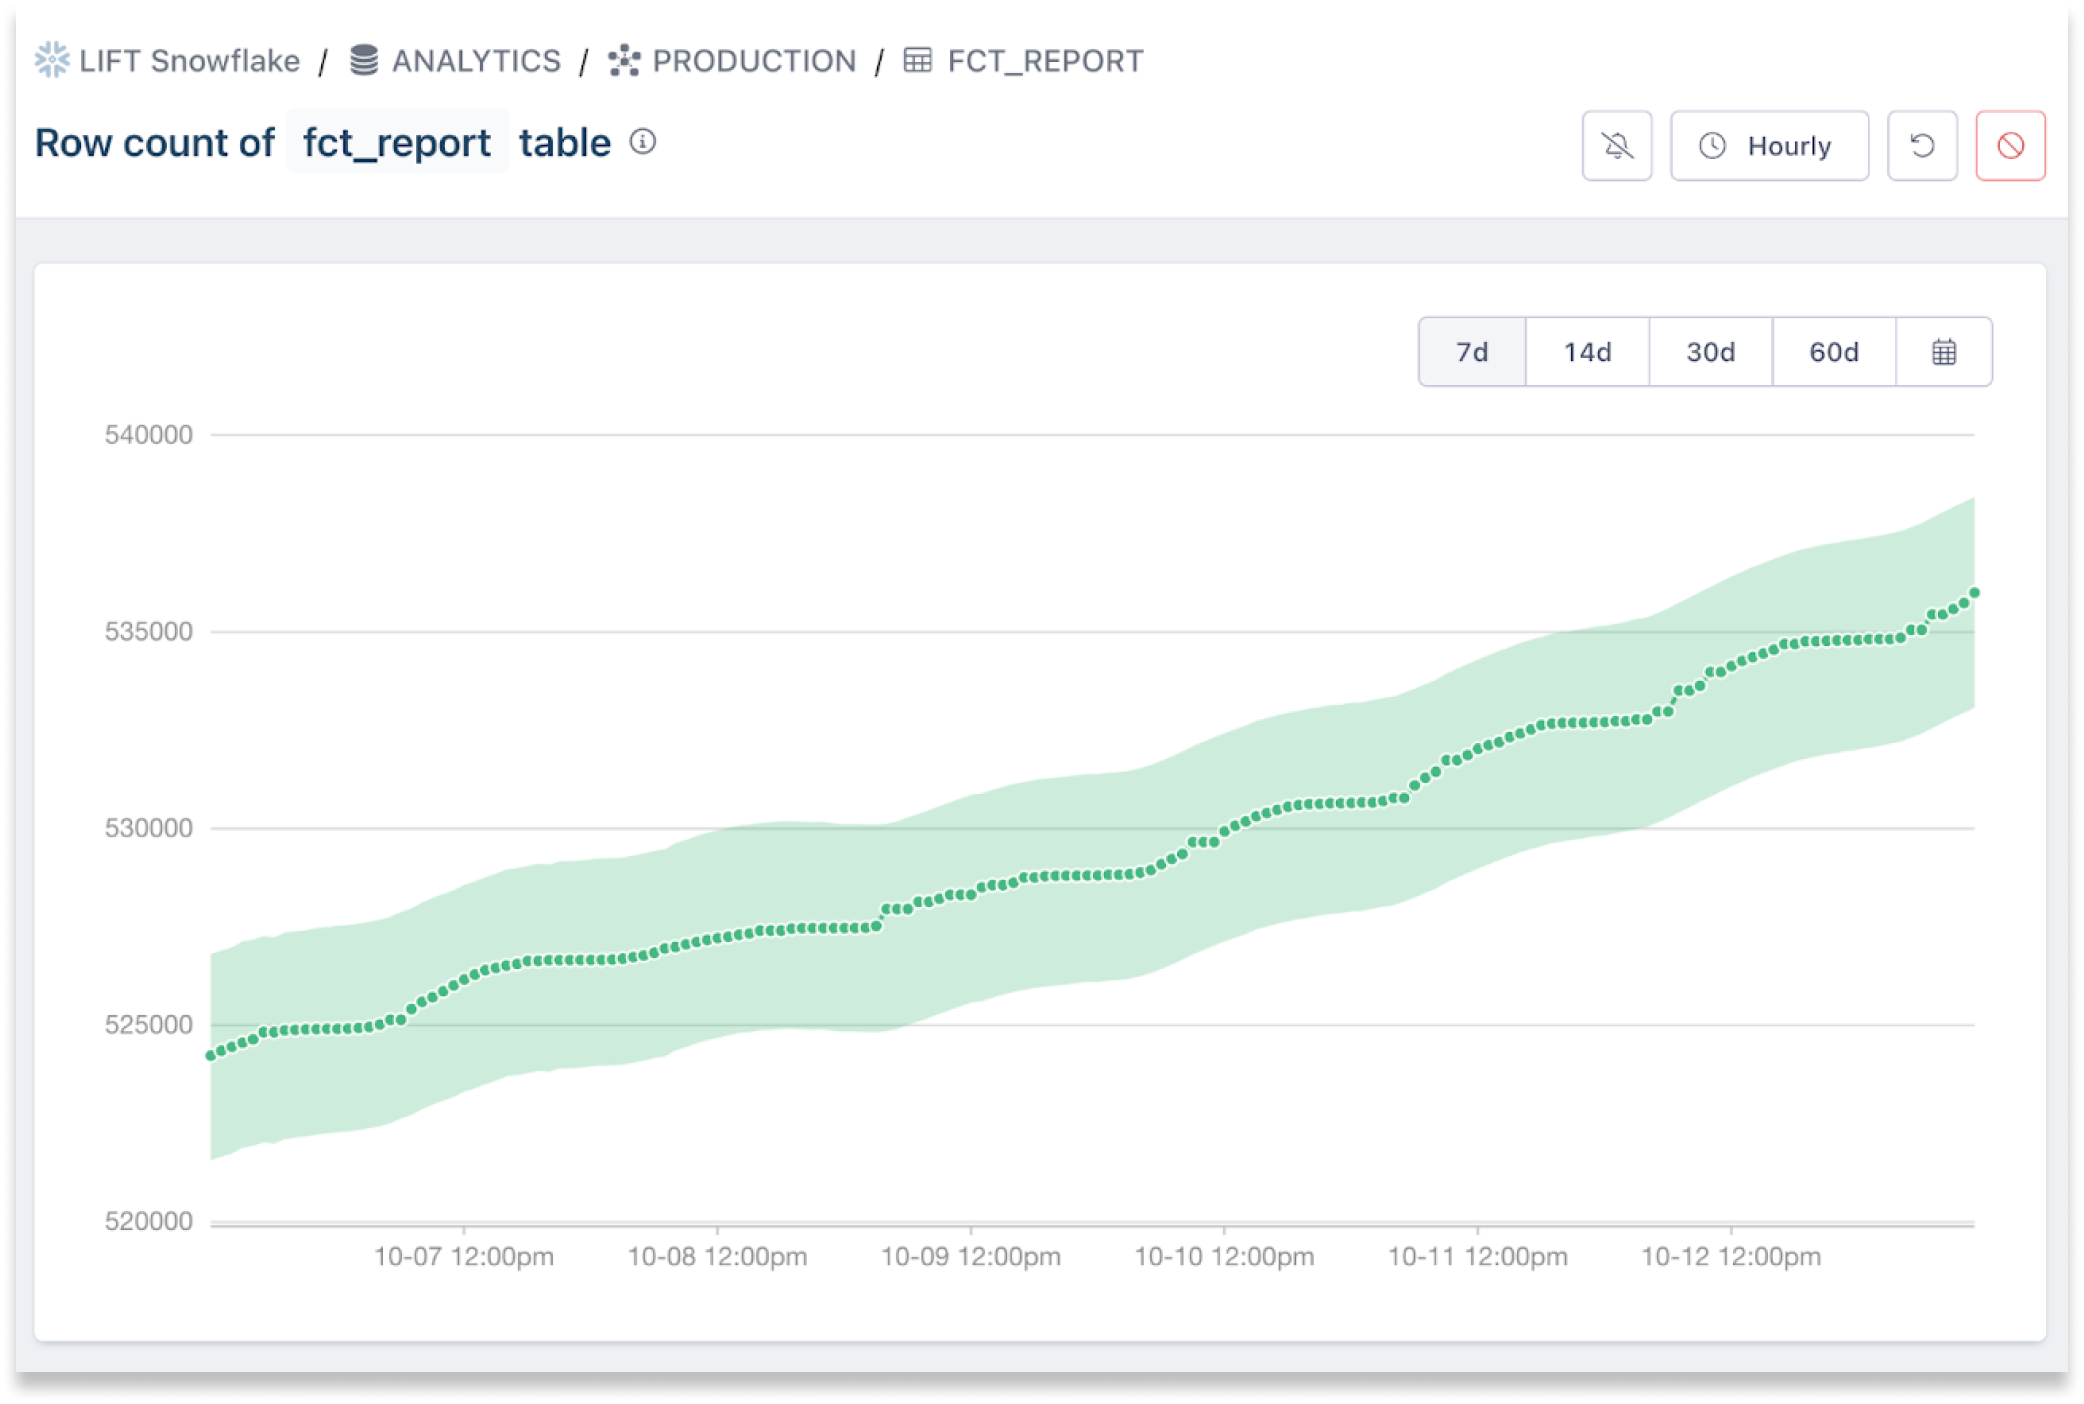 LIFT Snowflake / ANALYTICS / PRODUCTION / FCT_REPORT
Row count of fct_report table
Hourly
7d 14d 30d 60d
540000
535000
530000
525000
520000
10-07 12:00pm 10-08 12:00pm 10-09 12:00pm 10-10 12:00pm 10-11 12:00pm 10-12 12:00pm